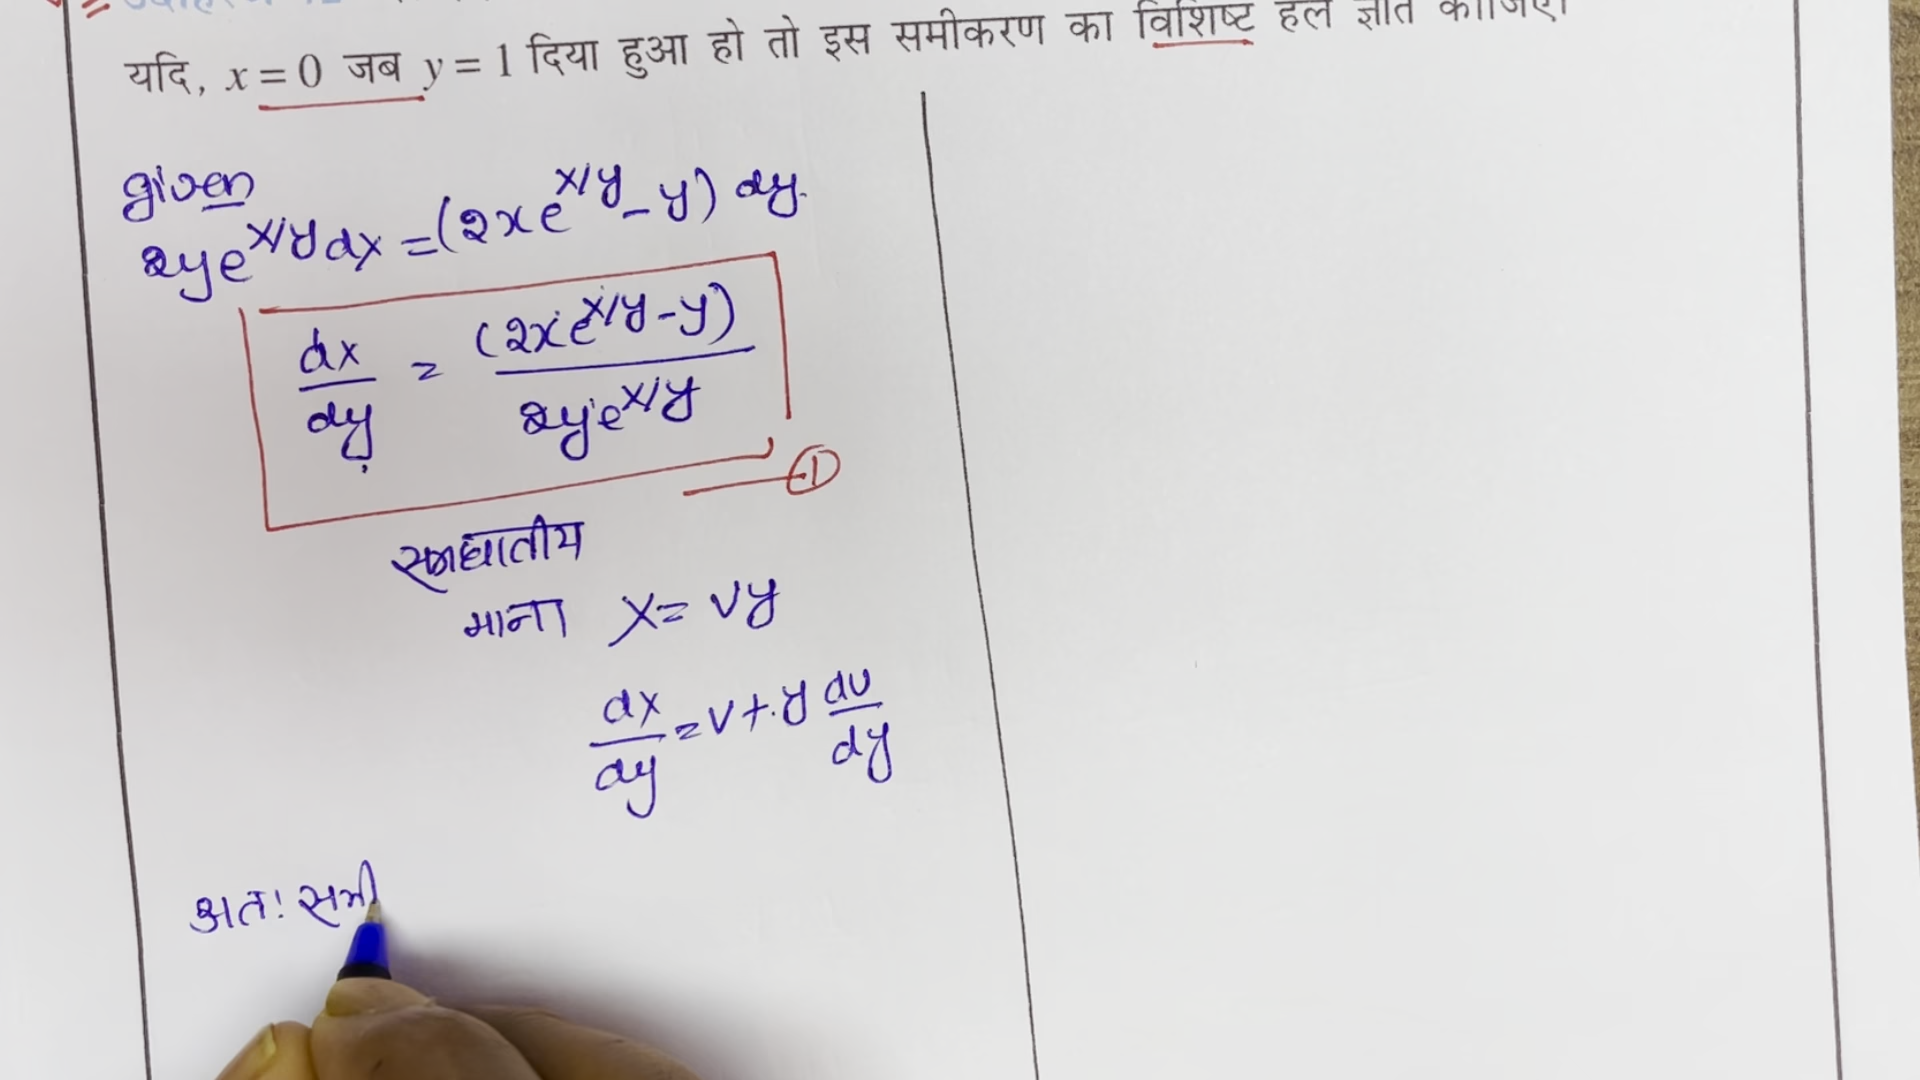 यदि, x = 0 जब y = 1 दिया हुआ हो तो इस समीकरण का विशिष्ट हल ज्ञात कीजिए।
given
2ye^{x/y} dx = (2xe^{x/y} - y) dy.
dx/dy = (2xe^{x/y} - y) / 2ye^{x/y}
①
समघातीय
माना x = vy
dx/dy = v + y dv/dy
अतः समी